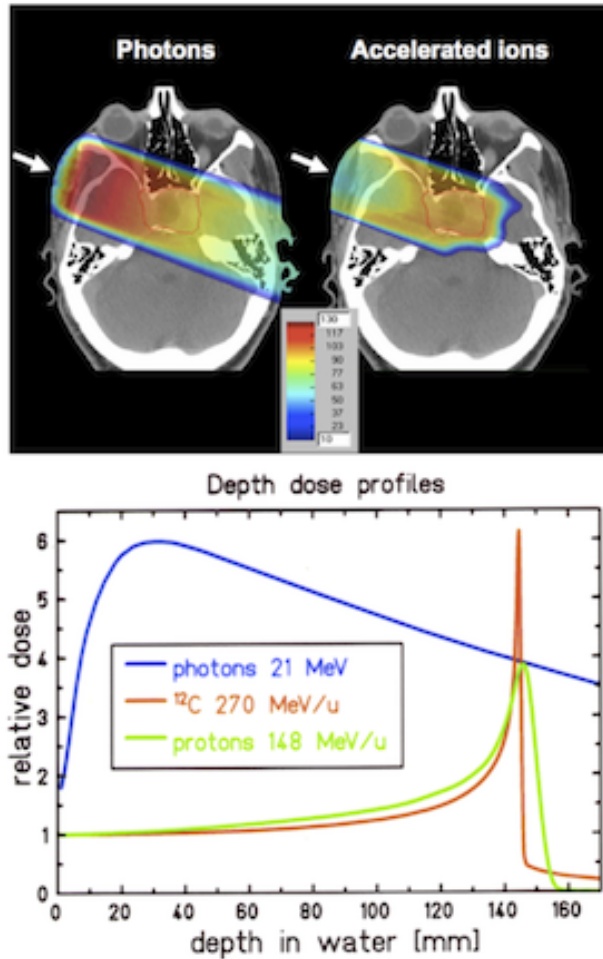 Photons
Accelerated ions
130
117
103
90
77
63
50
37
23
10
Depth dose profiles
relative dose
6
5
4
3
2
1
0
photons 21 MeV
¹²C 270 MeV/u
protons 148 MeV/u
0 20 40 60 80 100 120 140 160
depth in water [mm]